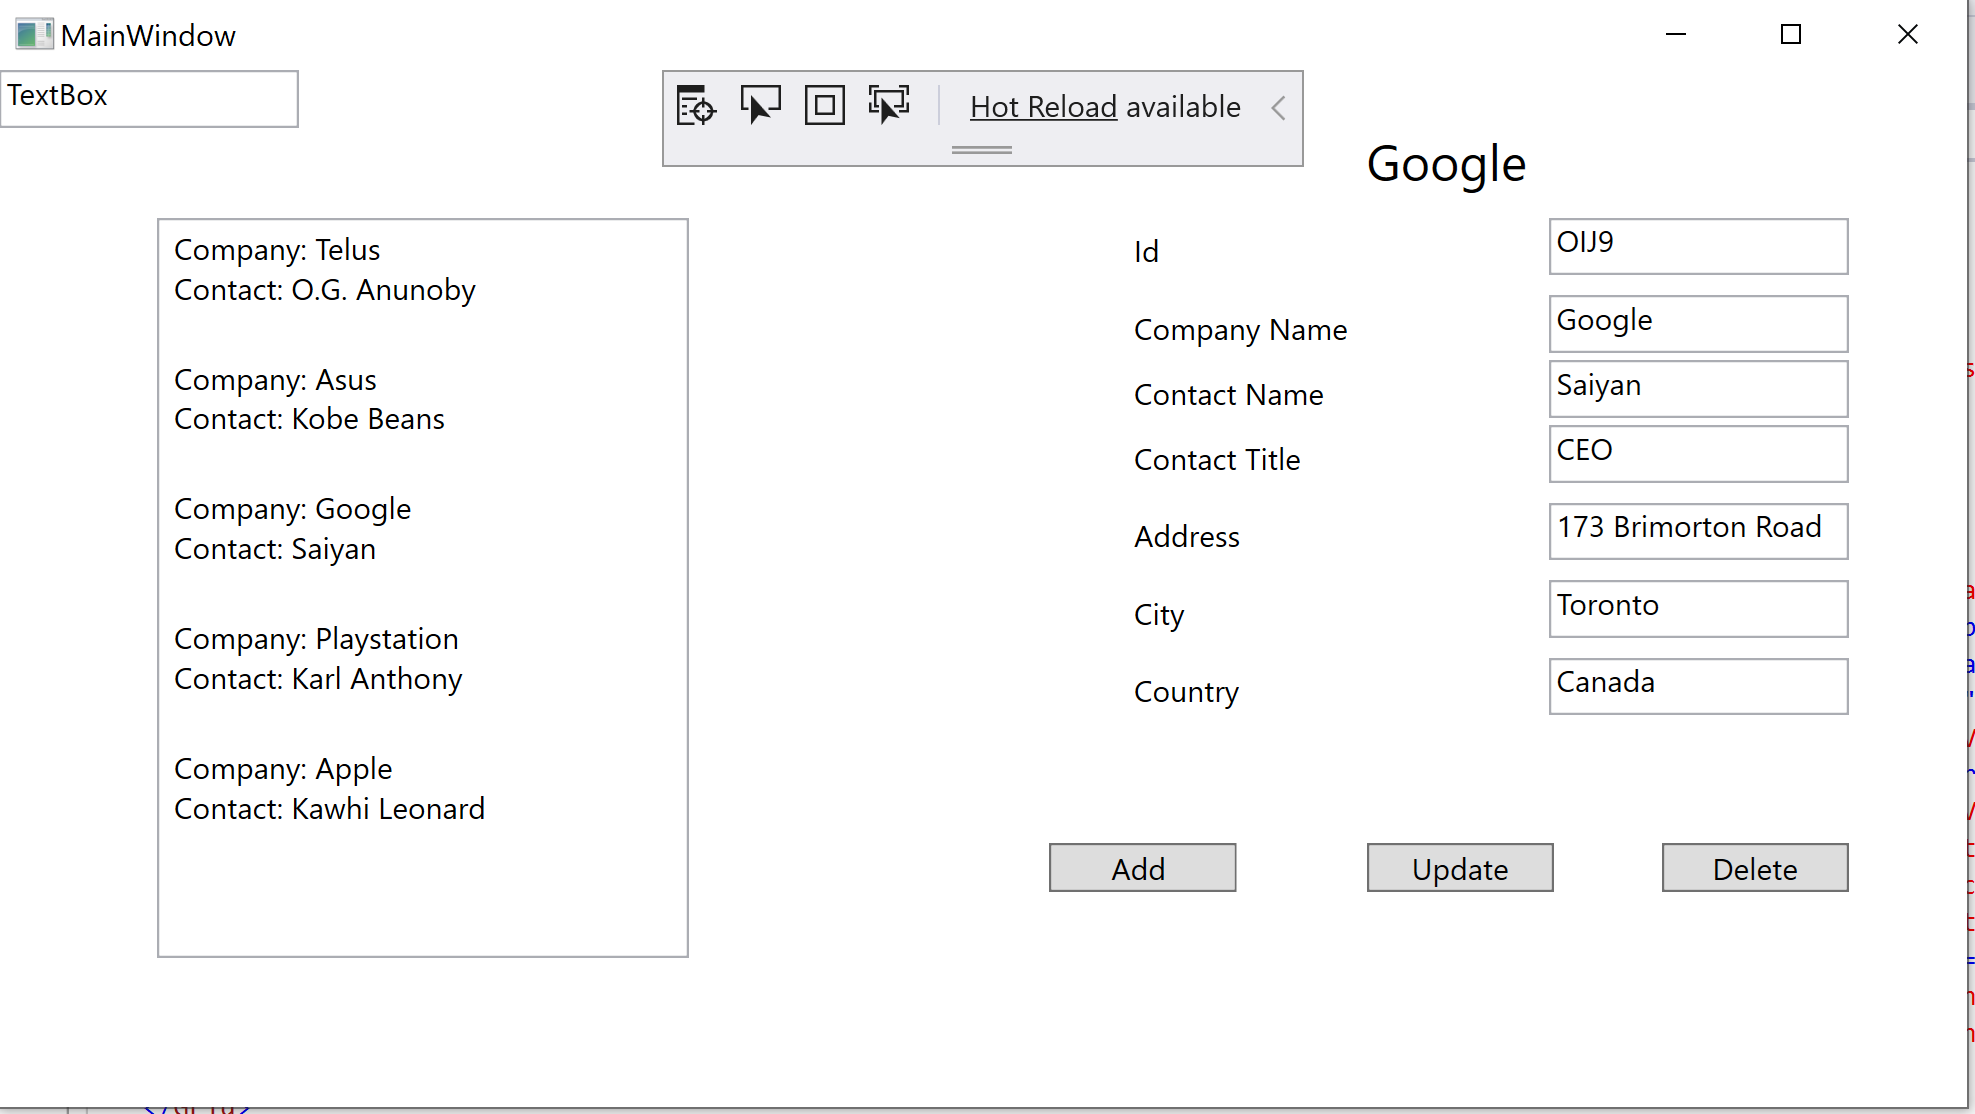 MainWindow
TextBox
Hot Reload available
Google
Company: Telus
Contact: O.G. Anunoby
Company: Asus
Contact: Kobe Beans
Company: Google
Contact: Saiyan
Company: Playstation
Contact: Karl Anthony
Company: Apple
Contact: Kawhi Leonard
Id
OIJ9
Company Name
Google
Contact Name
Saiyan
Contact Title
CEO
Address
173 Brimorton Road
City
Toronto
Country
Canada
Add
Update
Delete